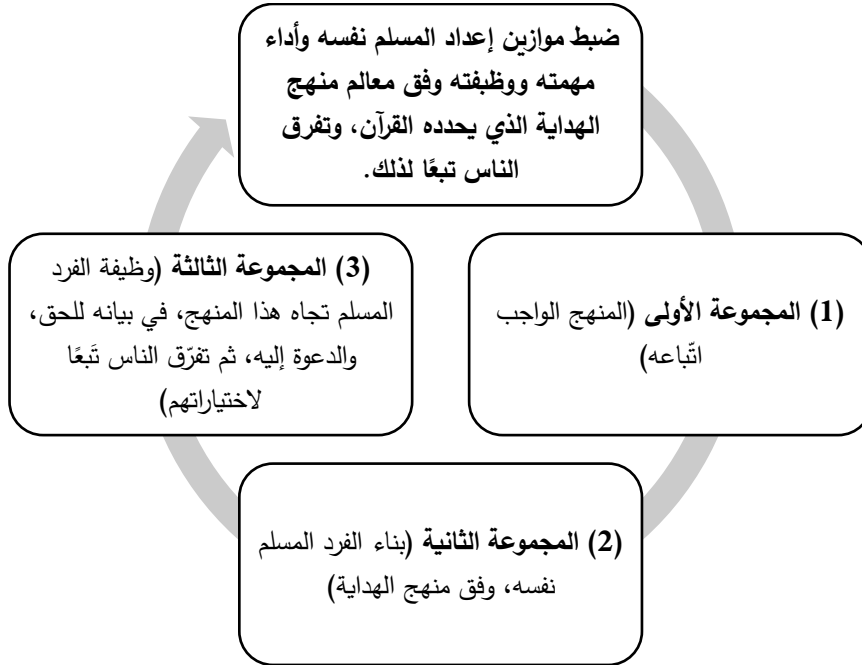 ضبط موازين إعداد المسلم نفسه وأداء
مهمته ووظبفته وفق معالم منهج
الهداية الذي يحدده القرآن، وتفرق
الناس تبعًا لذلك.
(1) المجموعة الأولى (المنهج الواجب
اتّباعه)
(2) المجموعة الثانية (بناء الفرد المسلم
نفسه، وفق منهج الهداية)
(3) المجموعة الثالثة (وظيفة الفرد
المسلم تجاه هذا المنهج، في بيانه للحق،
والدعوة إليه، ثم تفرّق الناس تَبعًا
لاختياراتهم)